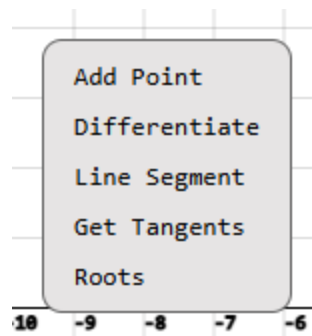 Add Point
Differentiate
Line Segment
Get Tangents
Roots
10 -9 -8 -7 -6